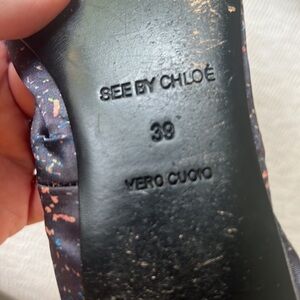 SEE BY CHLOÉ
39
VERO CUOIO